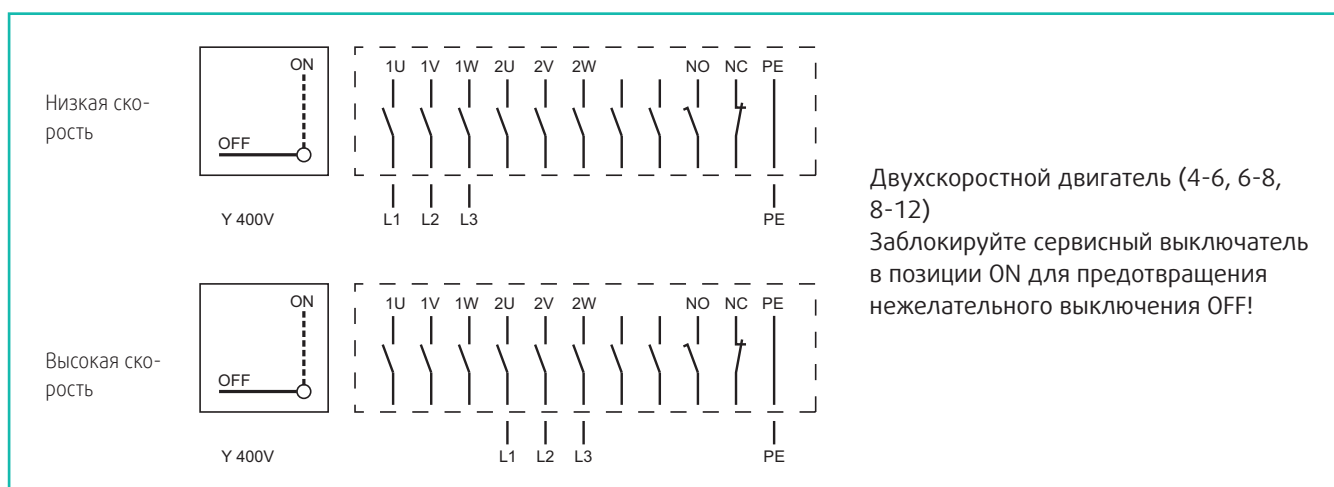 ON
1U 1V 1W 2U 2V 2W NO NC PE
Низкая ско-
рость
OFF
Y 400V
L1 L2 L3 PE
Двухскоростной двигатель (4-6, 6-8,
8-12)
Заблокируйте сервисный выключатель
в позиции ON для предотвращения
нежелательного выключения OFF!
ON
1U 1V 1W 2U 2V 2W NO NC PE
Высокая ско-
рость
OFF
Y 400V
L1 L2 L3 PE